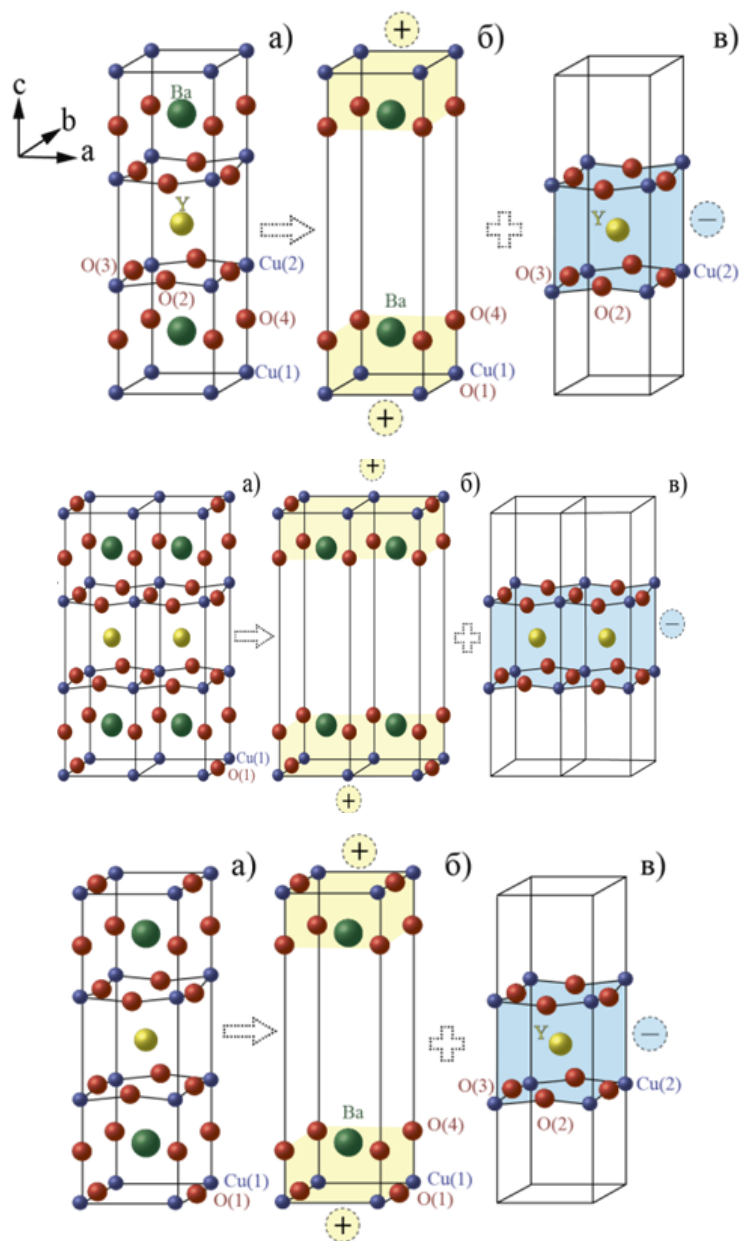 а) б) в)
+
c
b
a
Ba
Y
−
O(3) Cu(2)
O(2)
O(4)
Cu(1)
Ba
O(4)
Cu(1)
O(1)
+
Y
O(3) Cu(2)
O(2)
+
а) б) в)
−
Cu(1)
O(1)
+
+
а) б) в)
Y
−
Ba
O(4)
O(3) Cu(2)
O(2)
Cu(1)
O(1)
Cu(1)
O(1)
+